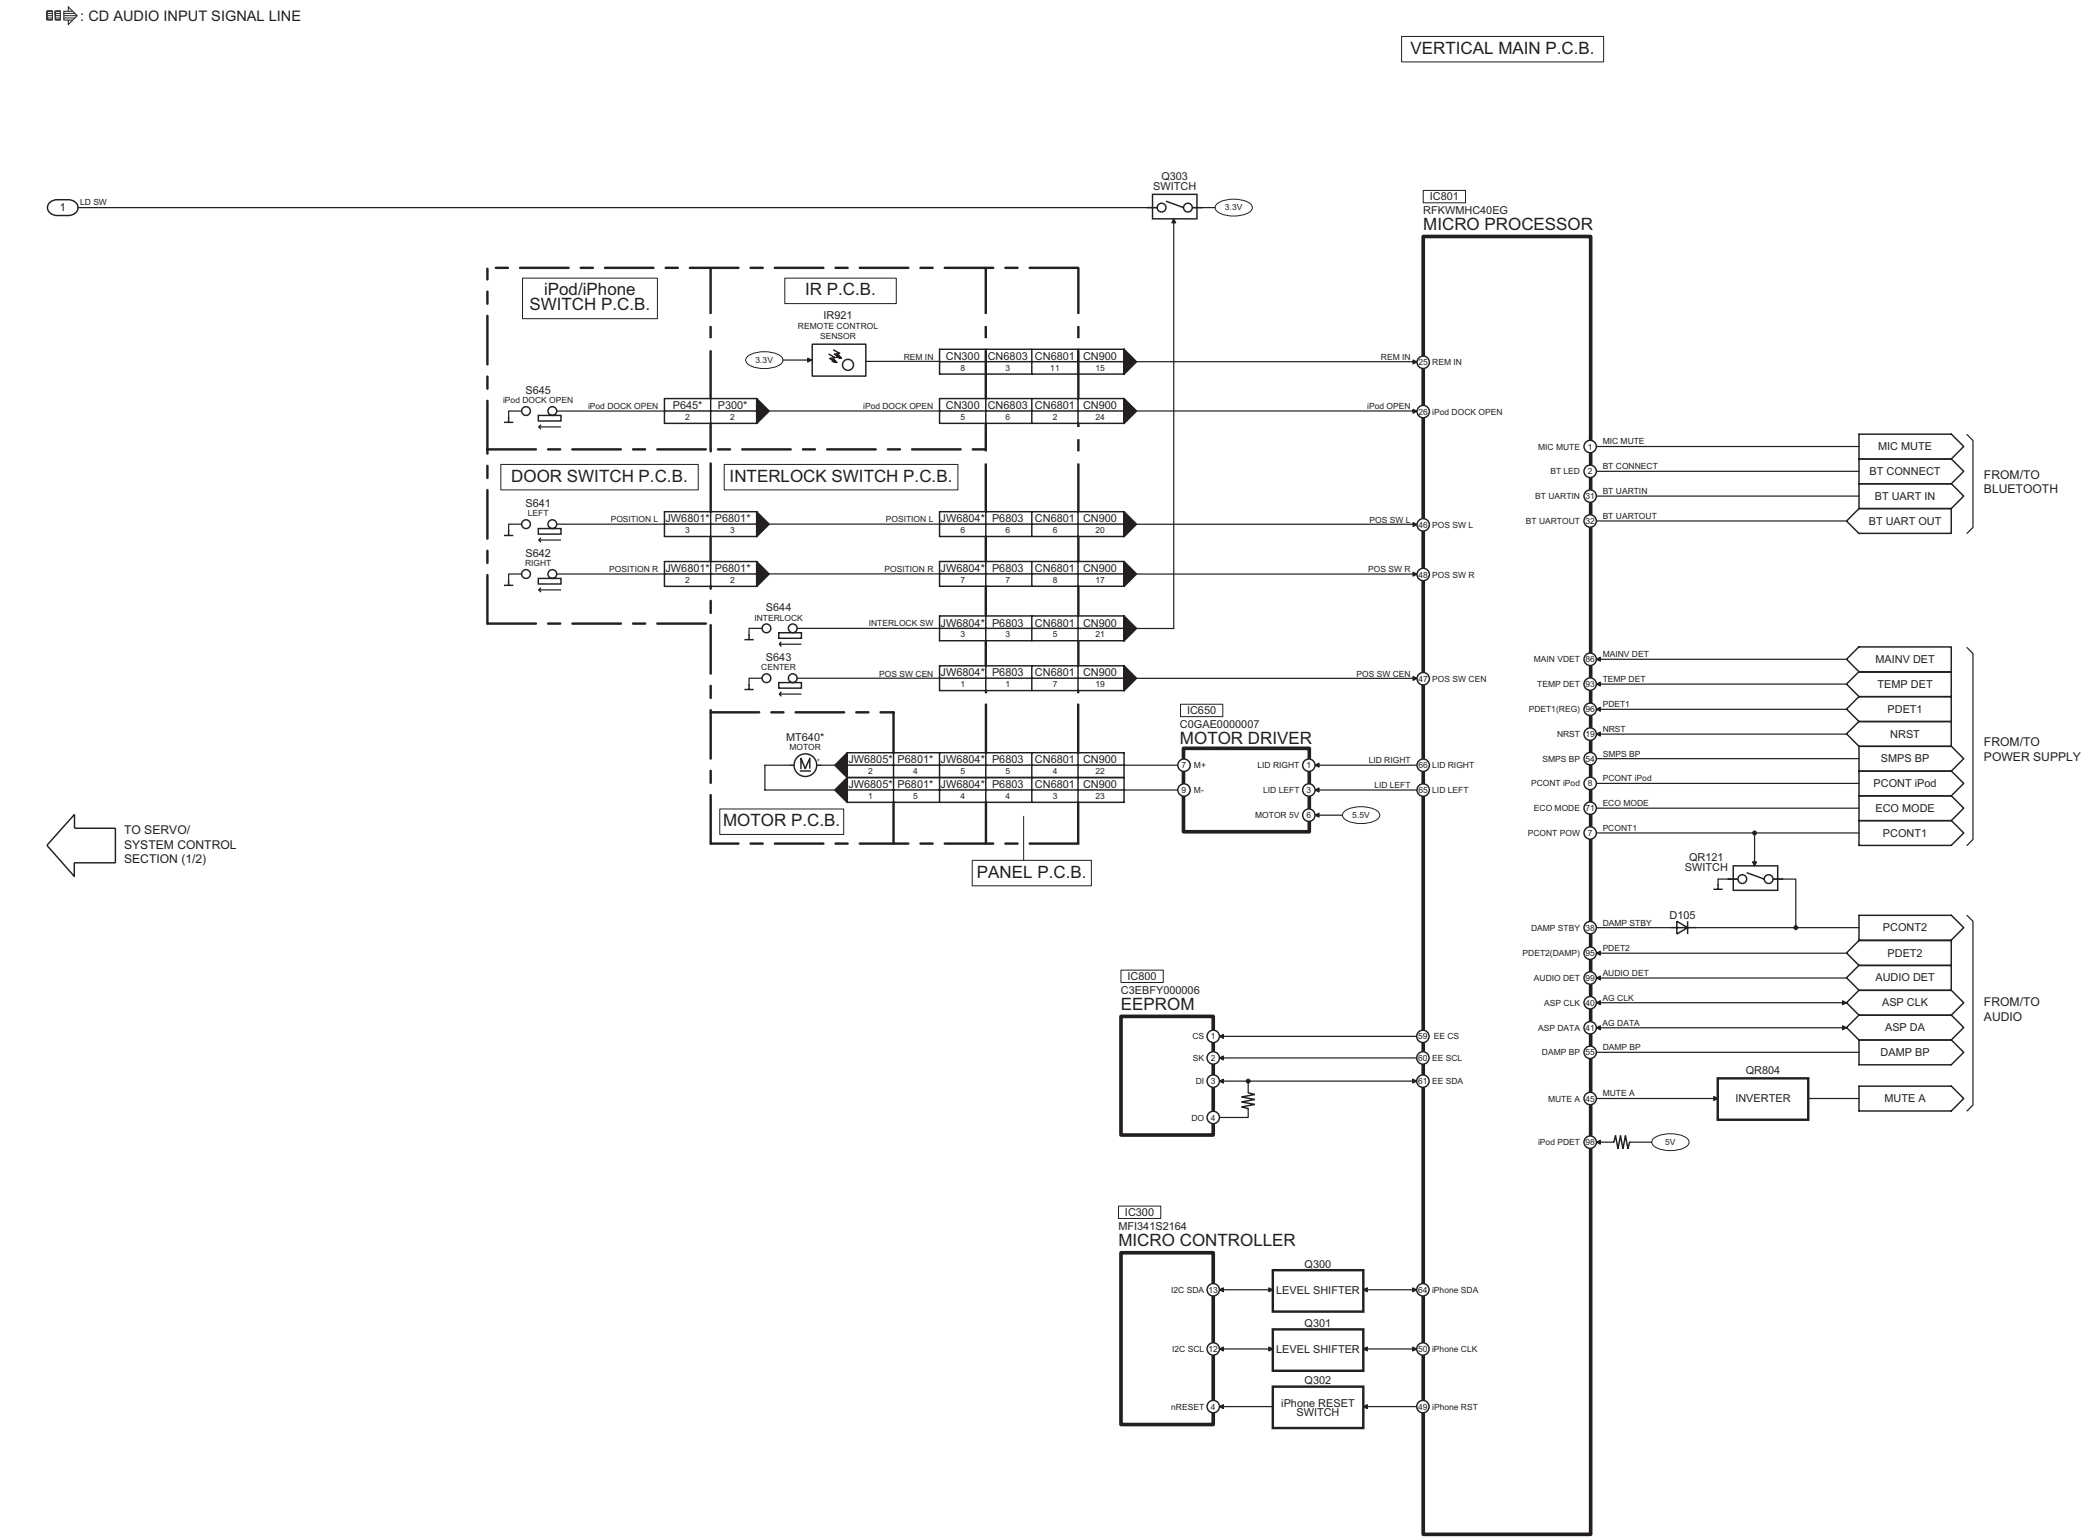 : CD AUDIO INPUT SIGNAL LINE
VERTICAL MAIN P.C.B.
1 LD SW
Q303
SWITCH
3.3V
IC801
RFKWMHC40EG
MICRO PROCESSOR
iPod/iPhone
SWITCH P.C.B.
IR P.C.B.
IR921
REMOTE CONTROL
SENSOR
3.3V
REM IN CN300 CN6803 CN6801 CN900 REM IN 25 REM IN
8 3 11 15
S645
iPod DOCK OPEN
iPod DOCK OPEN P645* P300* iPod DOCK OPEN CN300 CN6803 CN6801 CN900 iPod OPEN 26 iPod DOCK OPEN
2 2 5 6 2 24
DOOR SWITCH P.C.B.
INTERLOCK SWITCH P.C.B.
S641
LEFT
POSITION L JW6801* P6801* POSITION L JW6804* P6803 CN6801 CN900 POS SW L 46 POS SW L
3 3 6 6 6 20
S642
RIGHT
POSITION R JW6801* P6801* POSITION R JW6804* P6803 CN6801 CN900 POS SW R 48 POS SW R
2 2 7 7 8 17
S644
INTERLOCK
INTERLOCK SW JW6804* P6803 CN6801 CN900
3 3 5 21
S643
CENTER
POS SW CEN JW6804* P6803 CN6801 CN900 POS SW CEN 47 POS SW CEN
1 1 7 19
MT640*
MOTOR
M
JW6805* P6801* JW6804* P6803 CN6801 CN900
2 4 5 5 4 22
JW6805* P6801* JW6804* P6803 CN6801 CN900
1 5 4 4 3 23
MOTOR P.C.B.
PANEL P.C.B.
IC650
C0GAE0000007
MOTOR DRIVER
7 M+ LID RIGHT 1 LID RIGHT 66 LID RIGHT
9 M- LID LEFT 3 LID LEFT 65 LID LEFT
MOTOR 5V 6 5.5V
TO SERVO/
SYSTEM CONTROL
SECTION (1/2)
MIC MUTE 1 MIC MUTE MIC MUTE
BT LED 2 BT CONNECT BT CONNECT
BT UARTIN 31 BT UARTIN BT UART IN
BT UARTOUT 32 BT UARTOUT BT UART OUT
FROM/TO
BLUETOOTH
MAIN VDET 86 MAINV DET MAINV DET
TEMP DET 93 TEMP DET TEMP DET
PDET1(REG) 96 PDET1 PDET1
NRST 19 NRST NRST
SMPS BP 54 SMPS BP SMPS BP
PCONT iPod 8 PCONT iPod PCONT iPod
ECO MODE 71 ECO MODE ECO MODE
PCONT POW 7 PCONT1 PCONT1
FROM/TO
POWER SUPPLY
QR121
SWITCH
DAMP STBY 38 DAMP STBY D105 PCONT2
PDET2(DAMP) 95 PDET2 PDET2
AUDIO DET 99 AUDIO DET AUDIO DET
ASP CLK 40 AG CLK ASP CLK
ASP DATA 41 AG DATA ASP DA
DAMP BP 55 DAMP BP DAMP BP
FROM/TO
AUDIO
QR804
MUTE A 45 MUTE A INVERTER MUTE A
iPod PDET 98 5V
IC800
C3EBFY000006
EEPROM
CS 1 59 EE CS
SK 2 60 EE SCL
DI 3 61 EE SDA
DO 4
IC300
MFI341S2164
MICRO CONTROLLER
Q300
I2C SDA 13 LEVEL SHIFTER 64 iPhone SDA
Q301
I2C SCL 12 LEVEL SHIFTER 50 iPhone CLK
Q302
nRESET 4 iPhone RESET
SWITCH 49 iPhone RST